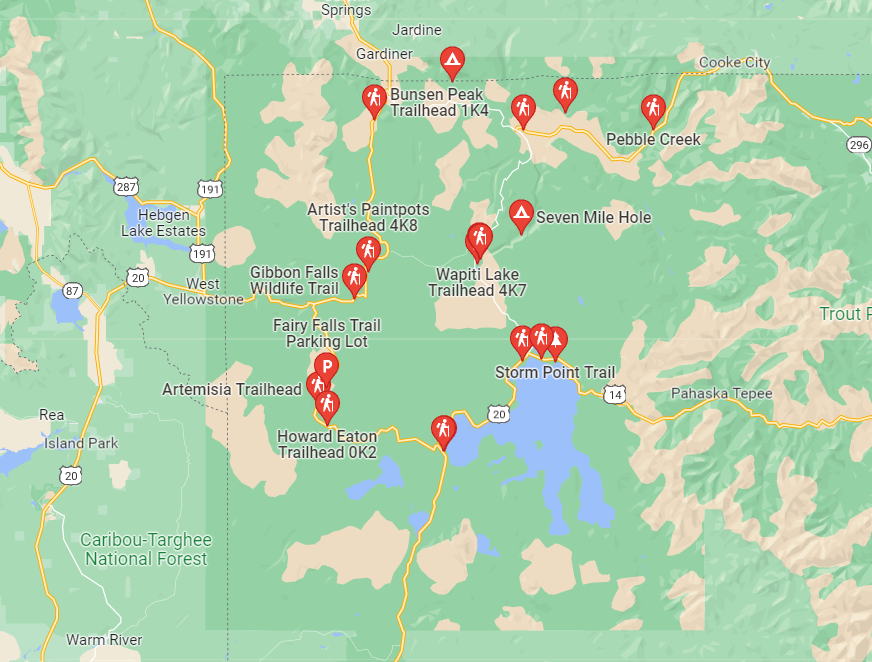 Springs
Jardine
Gardiner
Cooke City
Bunsen Peak
Trailhead 1K4
Pebble Creek
296
287
191
Hebgen
Lake Estates
Artist's Paintpots
Trailhead 4K8
Seven Mile Hole
191
20
West
Yellowstone
Gibbon Falls
Wildlife Trail
Wapiti Lake
Trailhead 4K7
87
Trout P
Fairy Falls Trail
Parking Lot
P
Storm Point Trail
Artemisia Trailhead
14
Pahaska Tepee
20
Rea
Island Park
Howard Eaton
Trailhead 0K2
20
Caribou-Targhee
National Forest
Warm River